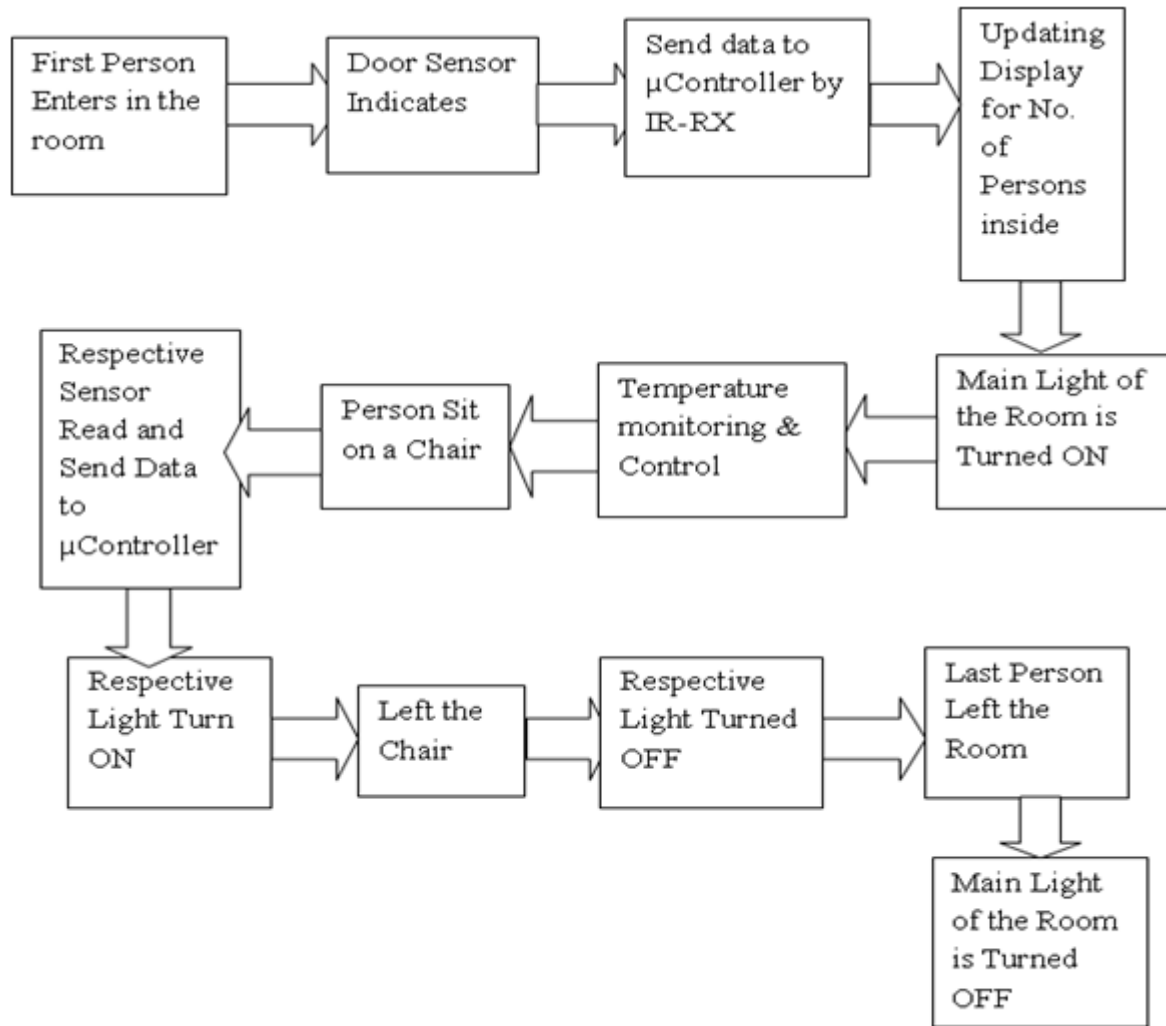 First Person
Enters in the
room
Door Sensor
Indicates
Send data to
μController by
IR-RX
Updating
Display
for No.
of
Persons
inside
Main Light of
the Room is
Turned ON
Temperature
monitoring &
Control
Person Sit
on a Chair
Respective
Sensor
Read and
Send Data
to
μController
Respective
Light Turn
ON
Left the
Chair
Respective
Light Turned
OFF
Last Person
Left the
Room
Main Light
of the Room
is Turned
OFF